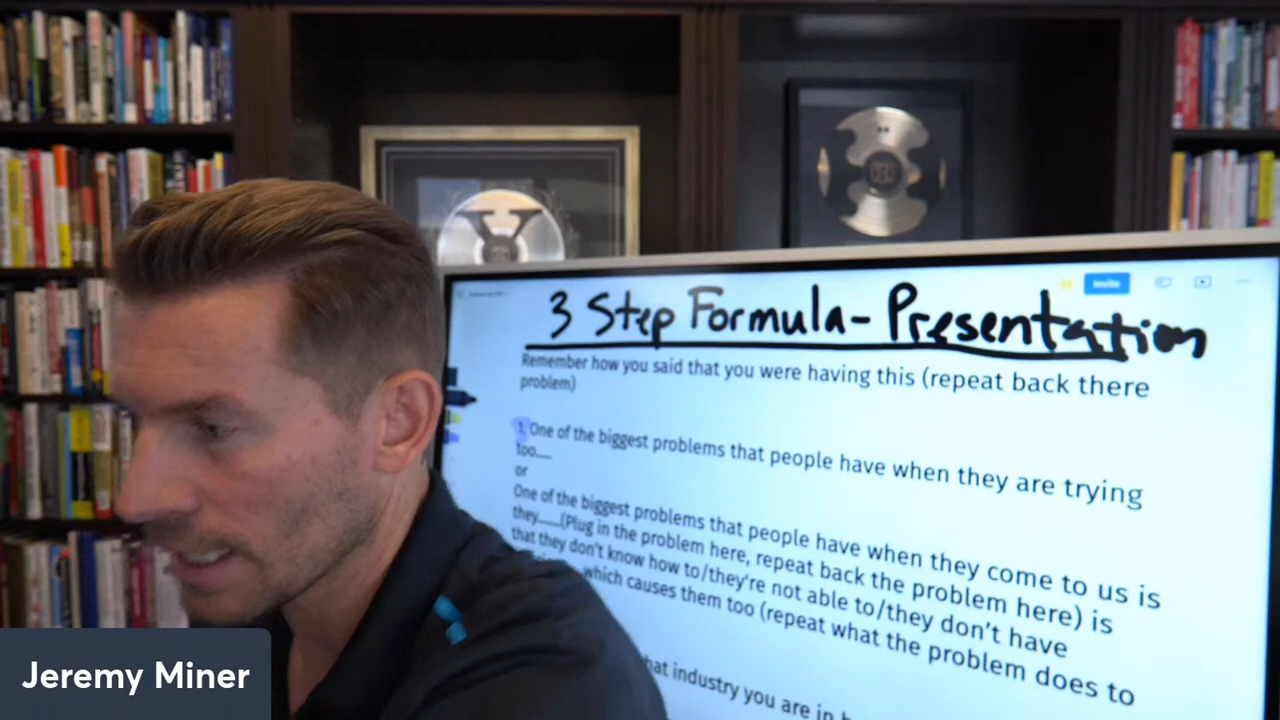 3 Step Formula- Presentation
Invite
Remember how you said that you were having this (repeat back there
problem)
1. One of the biggest problems that people have when they are trying
too.....
or
One of the biggest problems that people have when they come to us is
they......(Plug in the problem here, repeat back the problem here) is
that they don't know how to/they're not able to/they don't have
which causes them too (repeat what the problem does to
hat industry you are in
Jeremy Miner